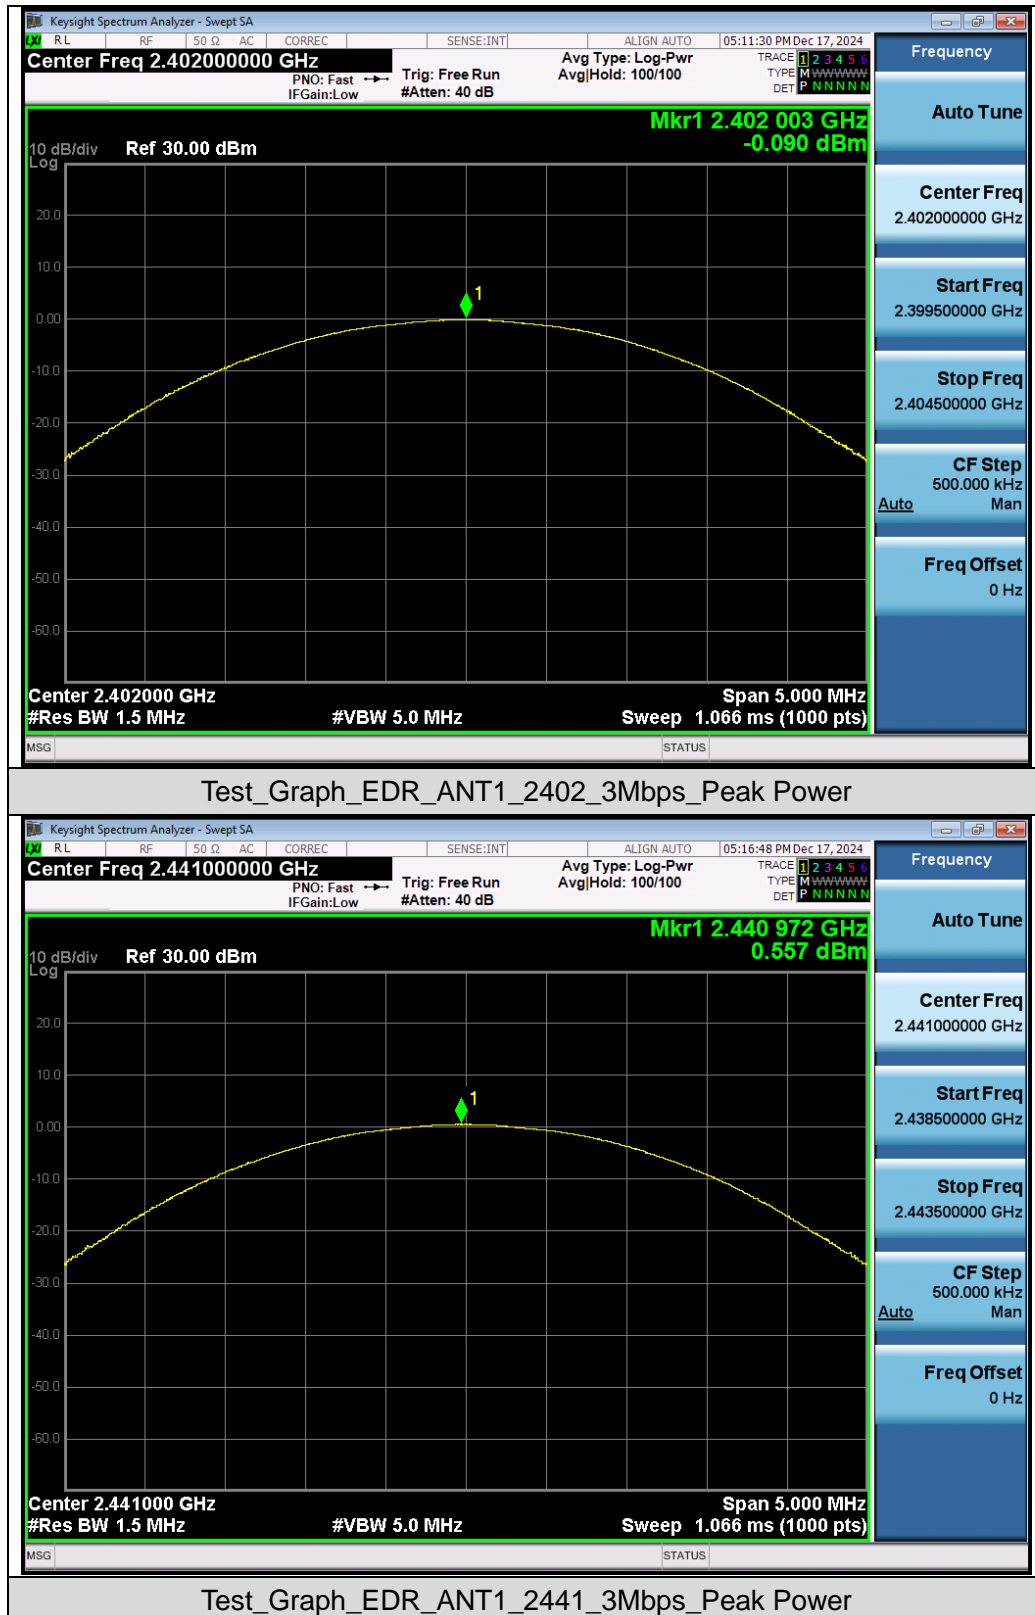 Keysight Spectrum Analyzer - Swept SA
LXI RL RF 50 Ω AC CORREC SENSE:INT ALIGN AUTO 05:11:30 PM Dec 17, 2024
Center Freq 2.402000000 GHz
PNO: Fast
IFGain:Low
Trig: Free Run
#Atten: 40 dB
Avg Type: Log-Pwr
Avg|Hold: 100/100
TRACE 1 2 3 4 5 6
TYPE M WWWWW
DET P N N N N N
Mkr1 2.402 003 GHz
-0.090 dBm
10 dB/div Ref 30.00 dBm
Log
20.0
10.0
0.00
-10.0
-20.0
-30.0
-40.0
-50.0
-60.0
1
Center 2.402000 GHz Span 5.000 MHz
#Res BW 1.5 MHz #VBW 5.0 MHz Sweep 1.066 ms (1000 pts)
MSG STATUS
Frequency
Auto Tune
Center Freq
2.402000000 GHz
Start Freq
2.399500000 GHz
Stop Freq
2.404500000 GHz
CF Step
500.000 kHz
Auto Man
Freq Offset
0 Hz
Test_Graph_EDR_ANT1_2402_3Mbps_Peak Power
Keysight Spectrum Analyzer - Swept SA
LXI RL RF 50 Ω AC CORREC SENSE:INT ALIGN AUTO 05:16:48 PM Dec 17, 2024
Center Freq 2.441000000 GHz
PNO: Fast
IFGain:Low
Trig: Free Run
#Atten: 40 dB
Avg Type: Log-Pwr
Avg|Hold: 100/100
TRACE 1 2 3 4 5 6
TYPE M WWWWW
DET P N N N N N
Mkr1 2.440 972 GHz
0.557 dBm
10 dB/div Ref 30.00 dBm
Log
20.0
10.0
0.00
-10.0
-20.0
-30.0
-40.0
-50.0
-60.0
1
Center 2.441000 GHz Span 5.000 MHz
#Res BW 1.5 MHz #VBW 5.0 MHz Sweep 1.066 ms (1000 pts)
MSG STATUS
Frequency
Auto Tune
Center Freq
2.441000000 GHz
Start Freq
2.438500000 GHz
Stop Freq
2.443500000 GHz
CF Step
500.000 kHz
Auto Man
Freq Offset
0 Hz
Test_Graph_EDR_ANT1_2441_3Mbps_Peak Power